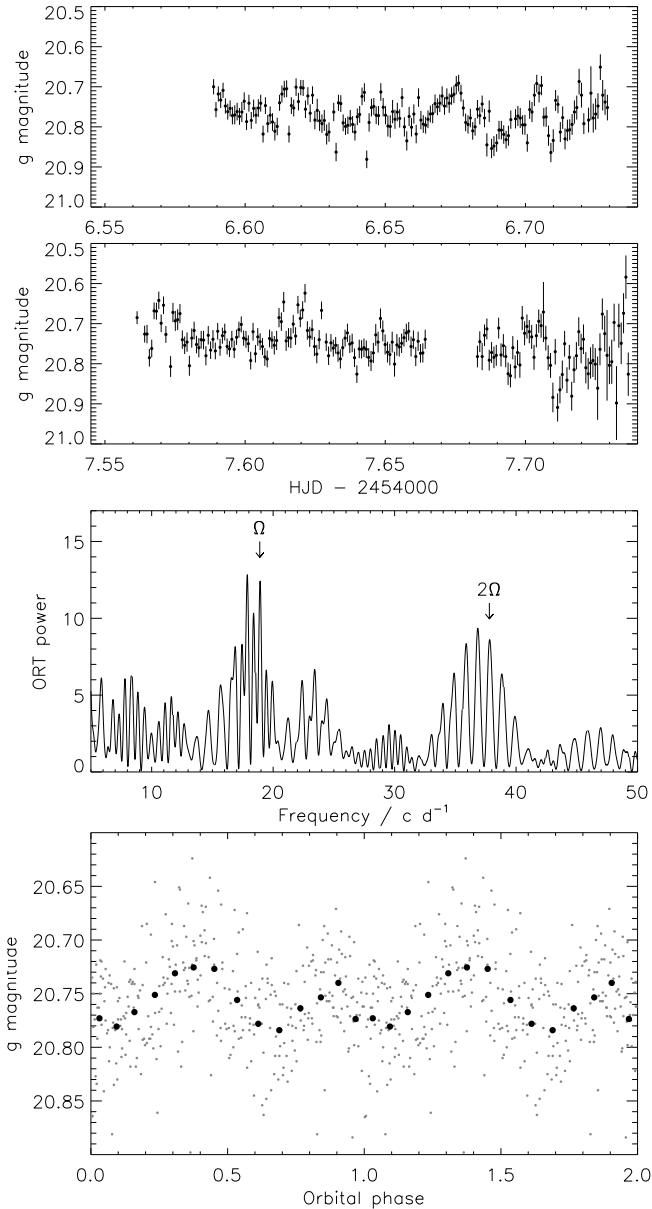 20.5
20.6
20.7
20.8
20.9
21.0
g magnitude
6.55 6.60 6.65 6.70
20.5
20.6
20.7
20.8
20.9
21.0
g magnitude
7.55 7.60 7.65 7.70
HJD – 2454000
15
10
5
0
ORT power
Ω
2Ω
10 20 30 40 50
Frequency / c d⁻¹
20.65
20.70
20.75
20.80
20.85
g magnitude
0.0 0.5 1.0 1.5 2.0
Orbital phase